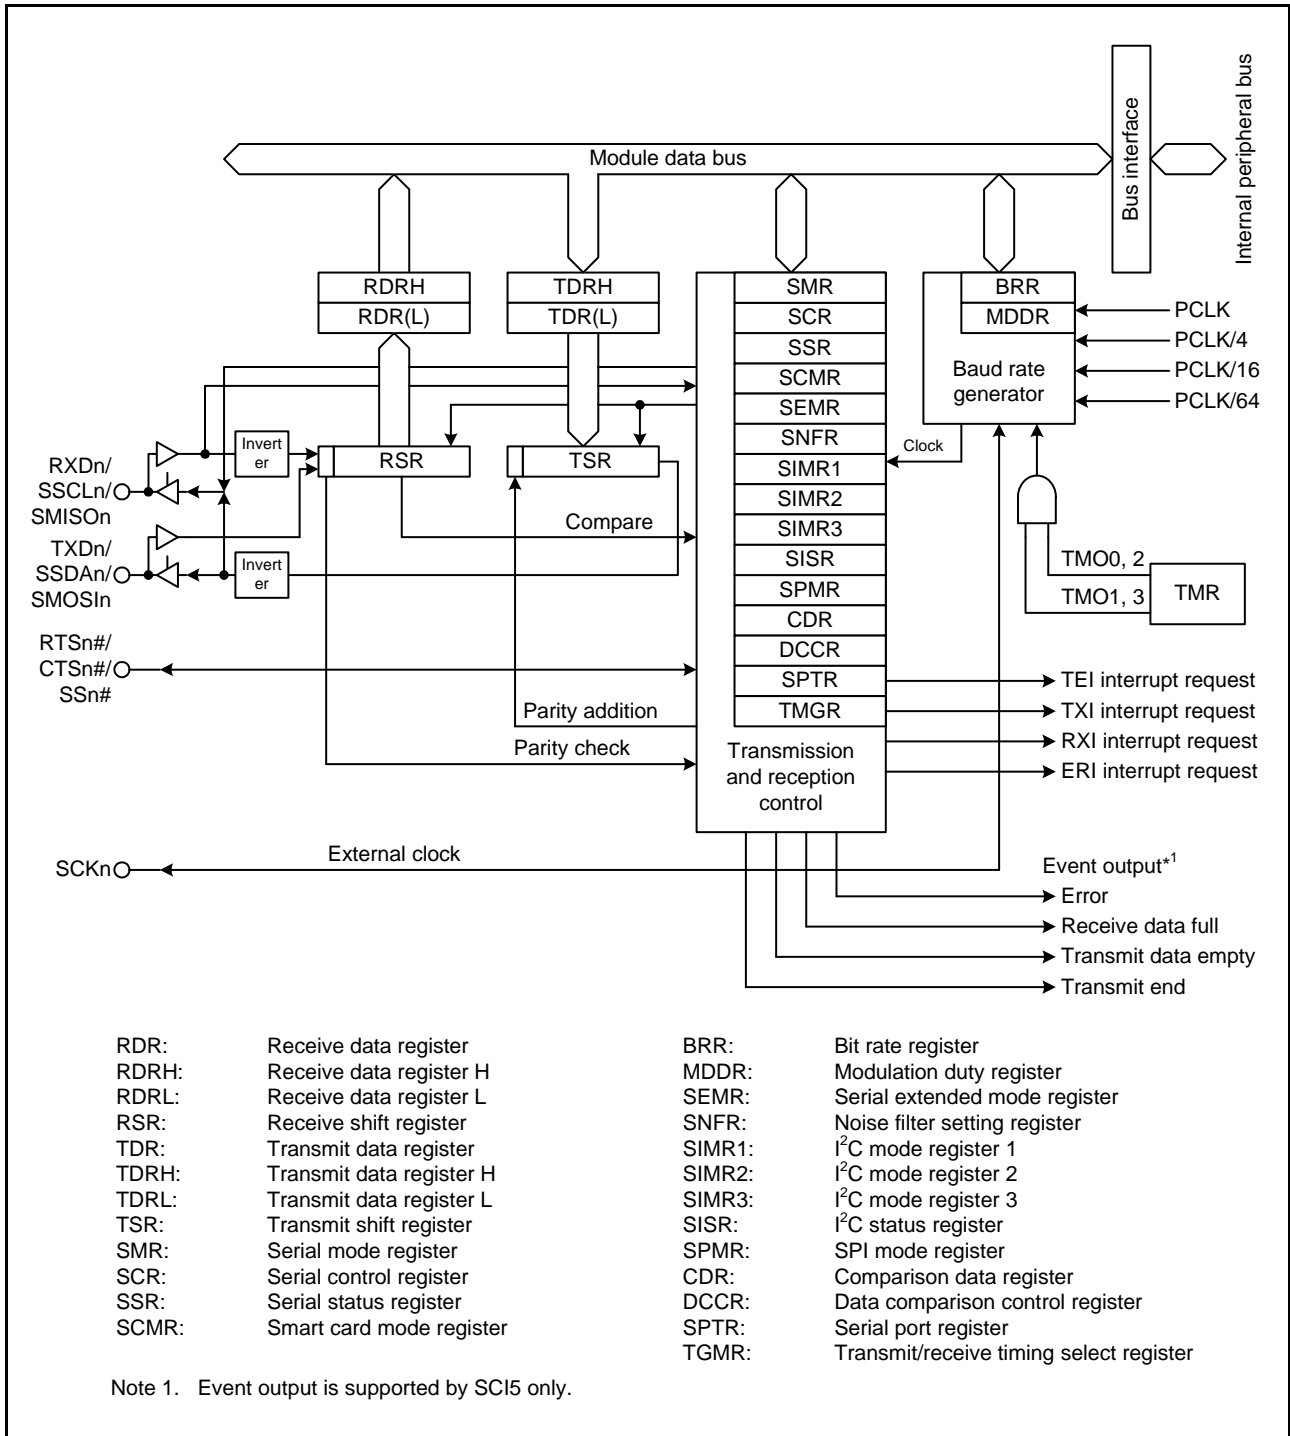 Module data bus
Bus interface
Internal peripheral bus
RDRH
RDR(L)
TDRH
TDR(L)
SMR
SCR
SSR
SCMR
SEMR
SNFR
SIMR1
SIMR2
SIMR3
SISR
SPMR
CDR
DCCR
SPTR
TMGR
Transmission
and reception
control
BRR
MDDR
Baud rate
generator
PCLK
PCLK/4
PCLK/16
PCLK/64
Clock
RXDn/
SSCLn/
SMISOn
Invert
er
RSR
TSR
Compare
TXDn/
SSDAn/
SMOSIn
Invert
er
TMO0, 2
TMO1, 3
TMR
RTSn#/
CTSn#/
SSn#
Parity addition
Parity check
TEI interrupt request
TXI interrupt request
RXI interrupt request
ERI interrupt request
SCKn
External clock
Event output*1
Error
Receive data full
Transmit data empty
Transmit end
RDR: Receive data register
RDRH: Receive data register H
RDRL: Receive data register L
RSR: Receive shift register
TDR: Transmit data register
TDRH: Transmit data register H
TDRL: Transmit data register L
TSR: Transmit shift register
SMR: Serial mode register
SCR: Serial control register
SSR: Serial status register
SCMR: Smart card mode register
BRR: Bit rate register
MDDR: Modulation duty register
SEMR: Serial extended mode register
SNFR: Noise filter setting register
SIMR1: I2C mode register 1
SIMR2: I2C mode register 2
SIMR3: I2C mode register 3
SISR: I2C status register
SPMR: SPI mode register
CDR: Comparison data register
DCCR: Data comparison control register
SPTR: Serial port register
TGMR: Transmit/receive timing select register
Note 1. Event output is supported by SCI5 only.